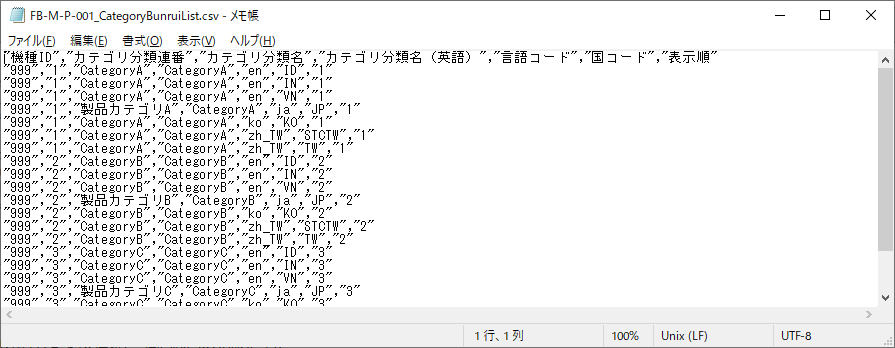 FB-M-P-001_CategoryBunruiList.csv - メモ帳
ファイル(F) 編集(E) 書式(O) 表示(V) ヘルプ(H)
"機種ID","カテゴリ分類連番","カテゴリ分類名","カテゴリ分類名（英語）","言語コード","国コード","表示順"
"999","1","CategoryA","CategoryA","en","ID","1"
"999","1","CategoryA","CategoryA","en","IN","1"
"999","1","CategoryA","CategoryA","en","VN","1"
"999","1","製品カテゴリA","CategoryA","ja","JP","1"
"999","1","CategoryA","CategoryA","ko","KO","1"
"999","1","CategoryA","CategoryA","zh_TW","STCTW","1"
"999","1","CategoryA","CategoryA","zh_TW","TW","1"
"999","2","CategoryB","CategoryB","en","ID","2"
"999","2","CategoryB","CategoryB","en","IN","2"
"999","2","CategoryB","CategoryB","en","VN","2"
"999","2","製品カテゴリB","CategoryB","ja","JP","2"
"999","2","CategoryB","CategoryB","ko","KO","2"
"999","2","CategoryB","CategoryB","zh_TW","STCTW","2"
"999","2","CategoryB","CategoryB","zh_TW","TW","2"
"999","3","CategoryC","CategoryC","en","ID","3"
"999","3","CategoryC","CategoryC","en","IN","3"
"999","3","CategoryC","CategoryC","en","VN","3"
"999","3","製品カテゴリC","CategoryC","ja","JP","3"
"999","3","CategoryC","CategoryC","ko","KO","3"
1 行、1 列 100% Unix (LF) UTF-8